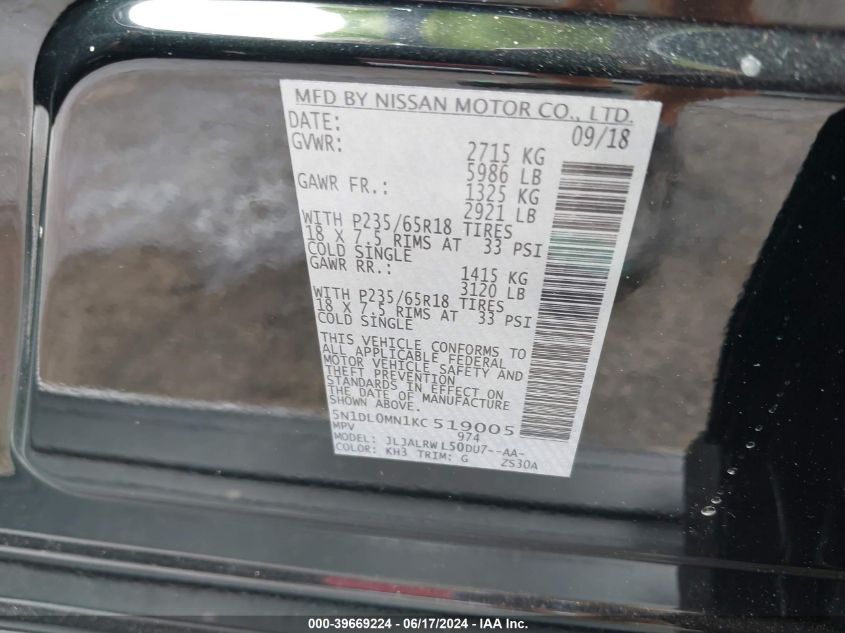 MFD BY NISSAN MOTOR CO., LTD.
DATE: 09/18
GVWR: 2715 KG
5986 LB
GAWR FR.: 1325 KG
2921 LB
WITH P235/65R18 TIRES
18 X 7.5 RIMS AT 33 PSI
COLD SINGLE
GAWR RR.: 1415 KG
3120 LB
WITH P235/65R18 TIRES
18 X 7.5 RIMS AT 33 PSI
COLD SINGLE
THIS VEHICLE CONFORMS TO
ALL APPLICABLE FEDERAL
MOTOR VEHICLE SAFETY AND
THEFT PREVENTION
STANDARDS IN EFFECT ON
THE DATE OF MANUFACTURE
SHOWN ABOVE.
5N1DL0MN1KC519005
MPV 974
MODEL: JLJALRWL50DU7--AA-
COLOR: KH3 TRIM: G ZS30A
000-39669224 - 06/17/2024 - IAA Inc.